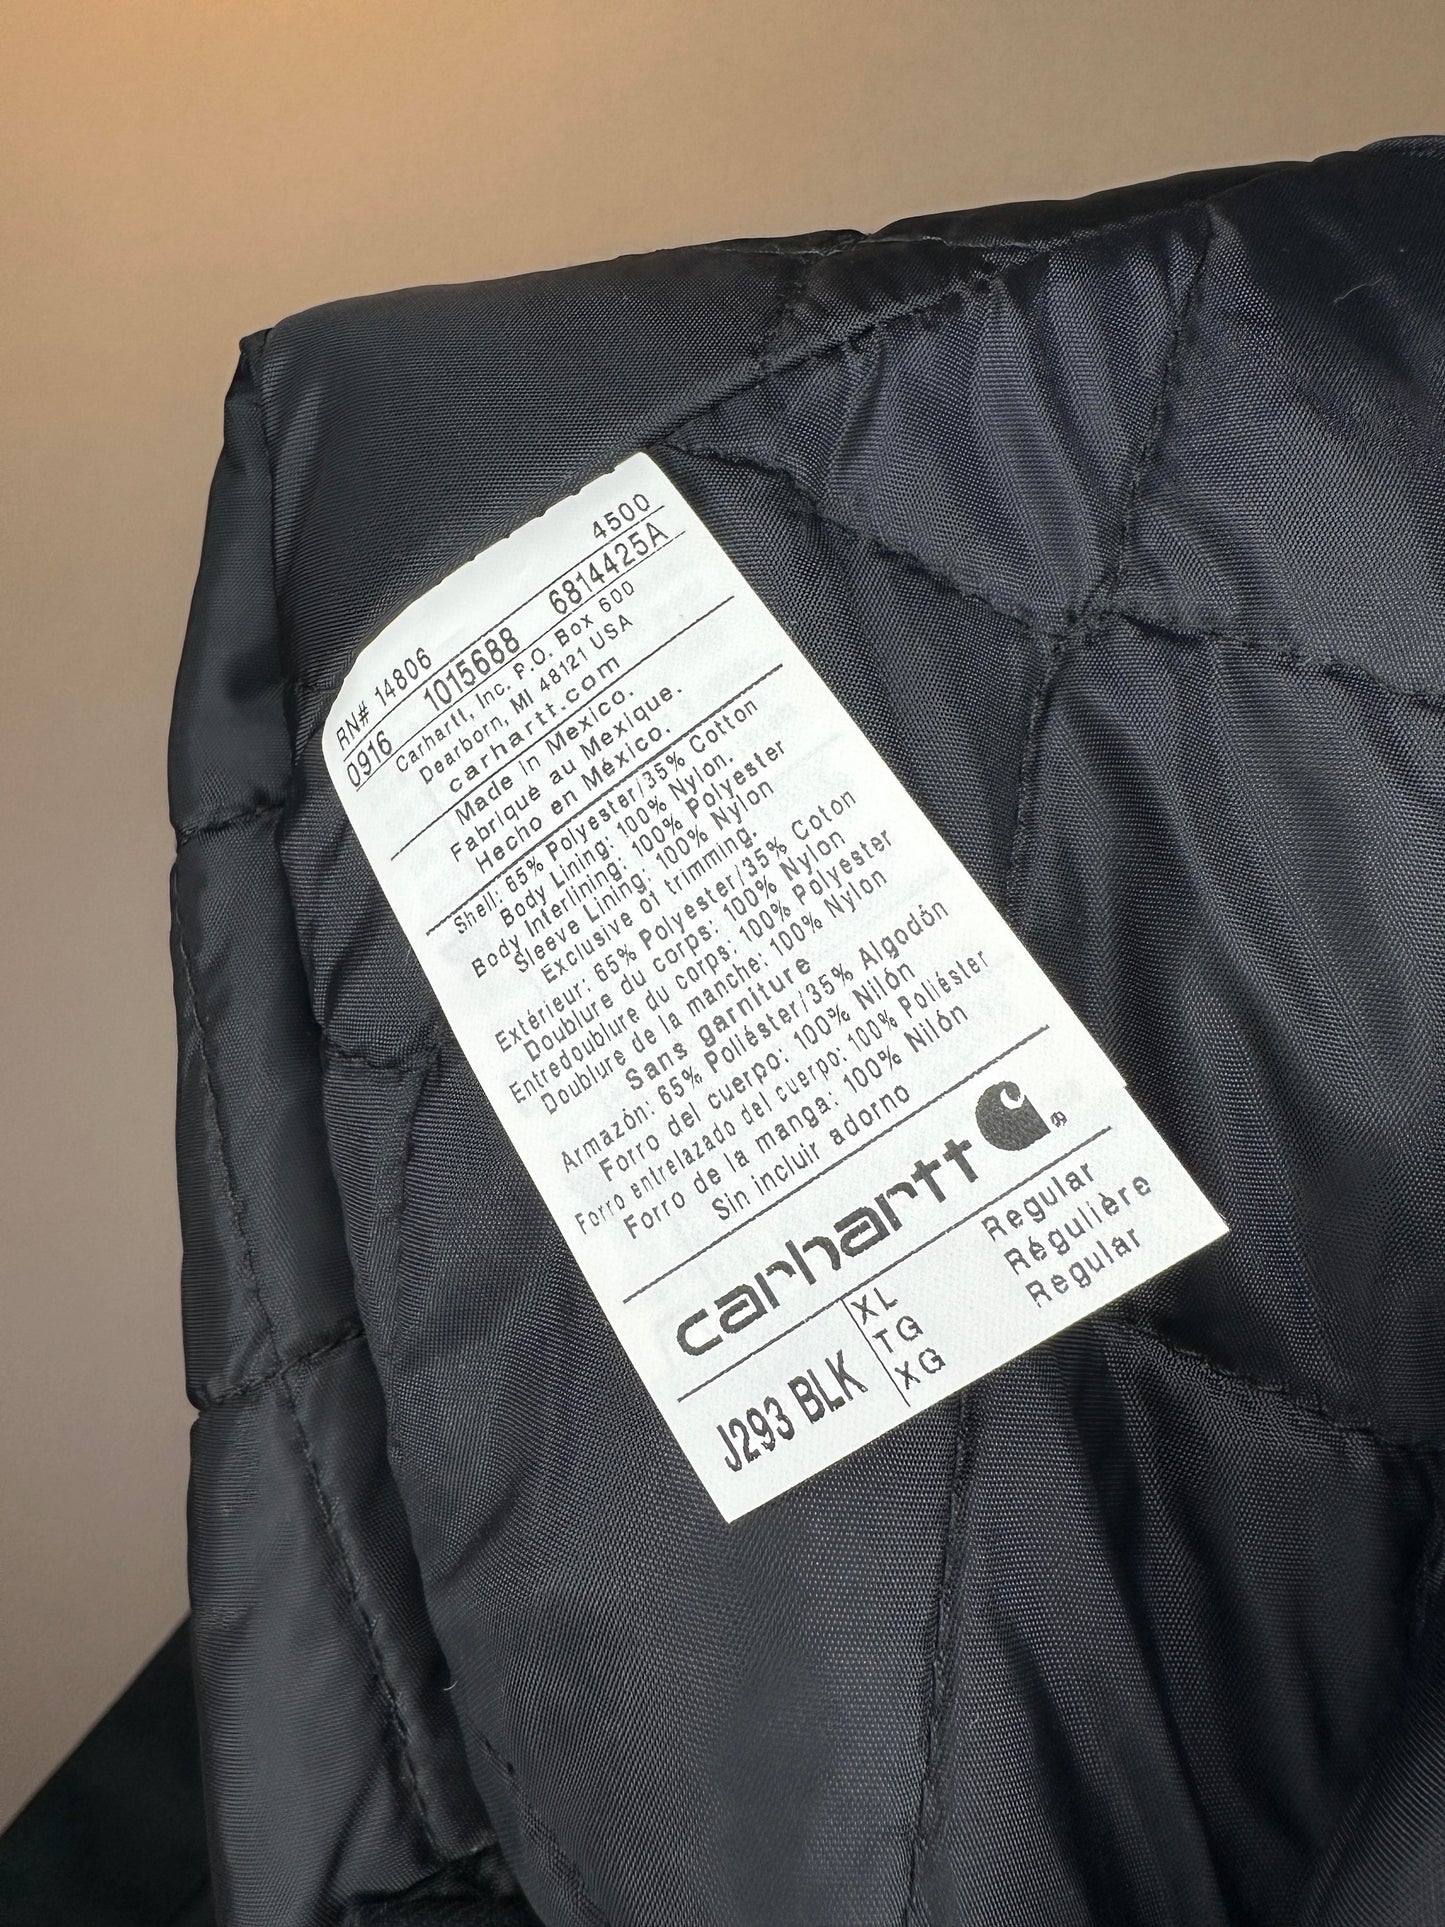 RN# 14806 4500
0916 1015688 6814425A
Carhartt, Inc. P.O. Box 600
Dearborn, MI 48121 USA
carhartt.com
Made in Mexico.
Fabriqué au Mexique.
Hecho en México.
Shell: 65% Polyester/35% Cotton
Body Lining: 100% Nylon.
Body Interlining: 100% Polyester
Sleeve Lining: 100% Nylon
Exclusive of trimming.
Extérieur: 65% Polyester/35% Coton
Doublure du corps: 100% Nylon
Entredoublure du corps: 100% Polyester
Doublure de la manche: 100% Nylon
Sans garniture
Armazón: 65% Poliéster/35% Algodón
Forro del cuerpo: 100% Nilón
Forro entrelazado del cuerpo: 100% Poliéster
Forro de la manga: 100% Nilón
Sin incluir adorno
carhartt ®
J293 BLK XL Regular
TG Régulière
XG Regular